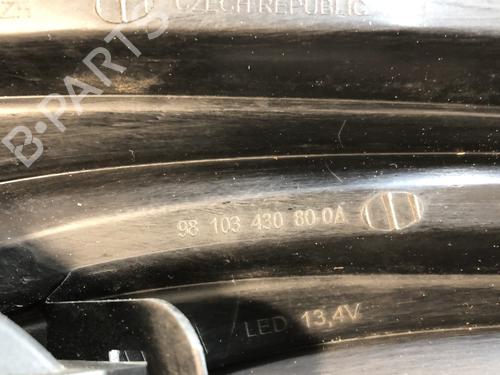 CZECH REPUBLIC
98 103 430 80 0A
LED 13,4V
B-PARTS